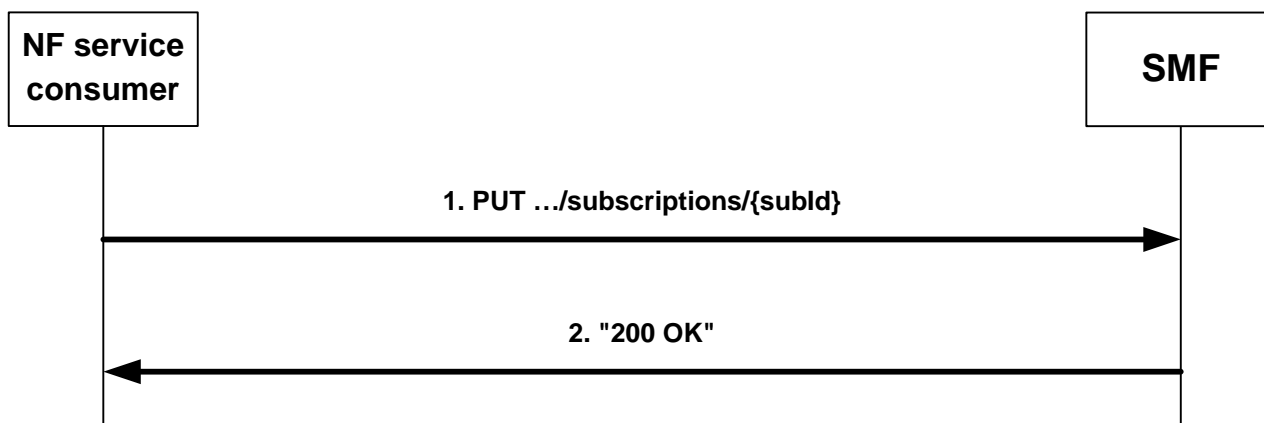 NF service
consumer
SMF
1. PUT …/subscriptions/{subId}
2. "200 OK"